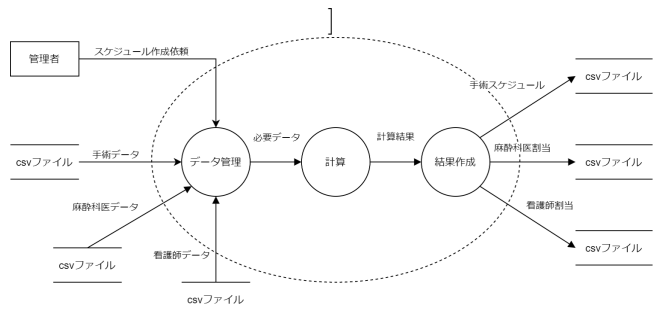 ]
管理者
スケジュール作成依頼
csvファイル
手術スケジュール
csvファイル
手術データ
データ管理
必要データ
計算
計算結果
結果作成
麻酔科医割当
csvファイル
麻酔科医データ
看護師割当
csvファイル
看護師データ
csvファイル
csvファイル